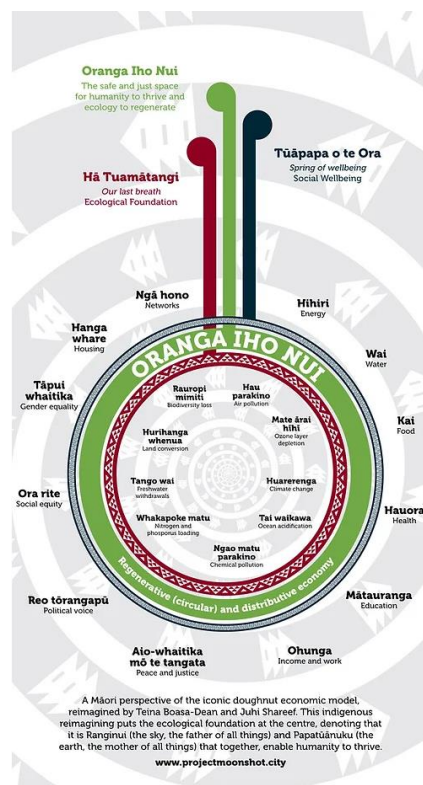 Oranga Iho Nui
The safe and just space
for humanity to thrive and
ecology to regenerate
Tūāpapa o te Ora
Spring of wellbeing
Social Wellbeing
Hā Tuamātangi
Our last breath
Ecological Foundation
Ngā hono
Networks
Hihiri
Energy
Hanga
whare
Housing
Wai
Water
Tāpui
whaitika
Gender equality
Kai
Food
Ora rite
Social equity
Hauora
Health
Reo tōrangapū
Political voice
Mātauranga
Education
Aio-whaitika
mō te tangata
Peace and justice
Ohunga
Income and work
ORANGA IHO NUI
Rauropi
mimiti
Biodiversity loss
Hau
parakino
Air pollution
Hurihanga
whenua
Land conversion
Mate ārai
hīhī
Ozone layer
depletion
Tango wai
Freshwater
withdrawals
Huarerenga
Climate change
Whakapoke matu
Nitrogen and
phosporus loading
Tai waikawa
Ocean acidification
Ngao matu
parakino
Chemical pollution
Regenerative (circular) and distributive economy
A Māori perspective of the iconic doughnut economic model,
reimagined by Teina Boasa-Dean and Juhi Shareef. This indigenous
reimagining puts the ecological foundation at the centre, denoting that
it is Ranginui (the sky, the father of all things) and Papatūānuku (the
earth, the mother of all things) that together, enable humanity to thrive.
www.projectmoonshot.city